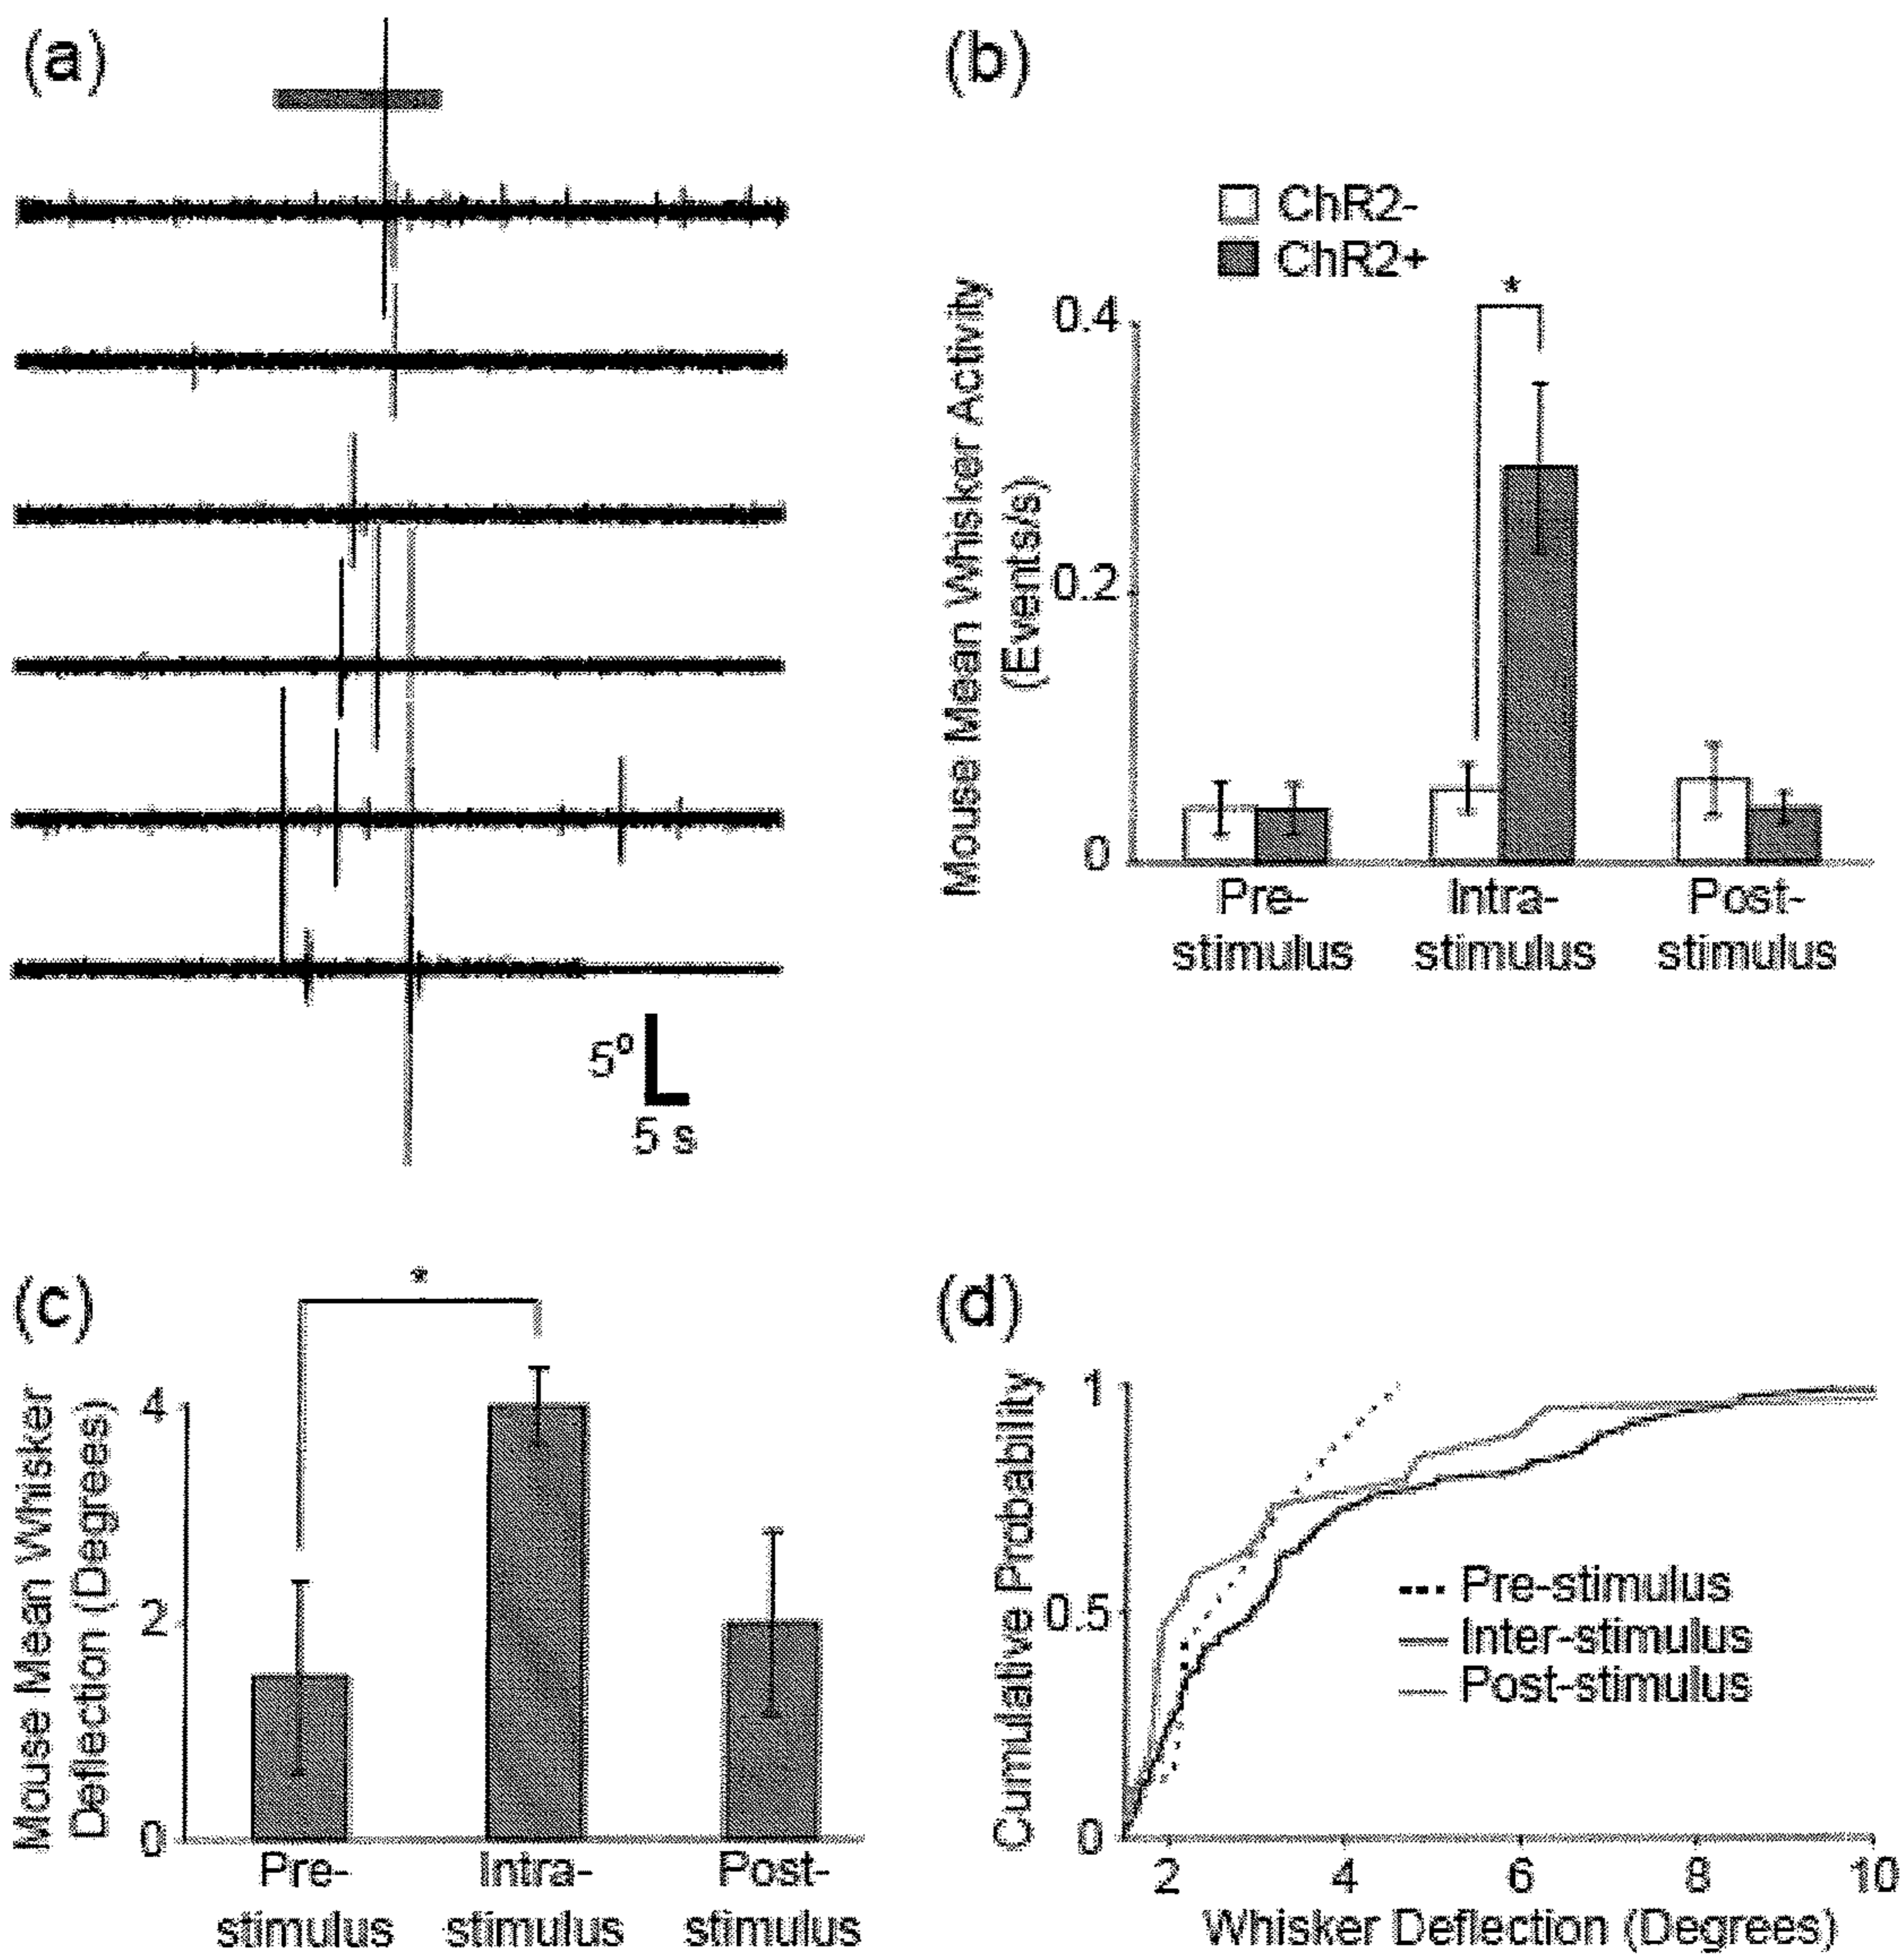 (a)
5º
5 s
(b)
ChR2-
ChR2+
*
Mouse Mean Whisker Activity
(Events/s)
0.4
0.2
0
Pre-
stimulus
Intra-
stimulus
Post-
stimulus
(c)
*
Mouse Mean Whisker
Deflection (Degrees)
4
2
0
Pre-
stimulus
Intra-
stimulus
Post-
stimulus
(d)
Cumulative Probability
1
0.5
0
Pre-stimulus
Inter-stimulus
Post-stimulus
2 4 6 8 10
Whisker Deflection (Degrees)